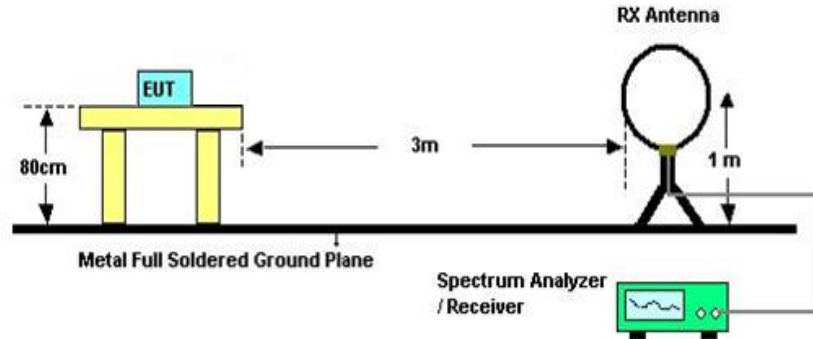 RX Antenna
EUT
3m
80cm
1 m
Metal Full Soldered Ground Plane
Spectrum Analyzer
/ Receiver